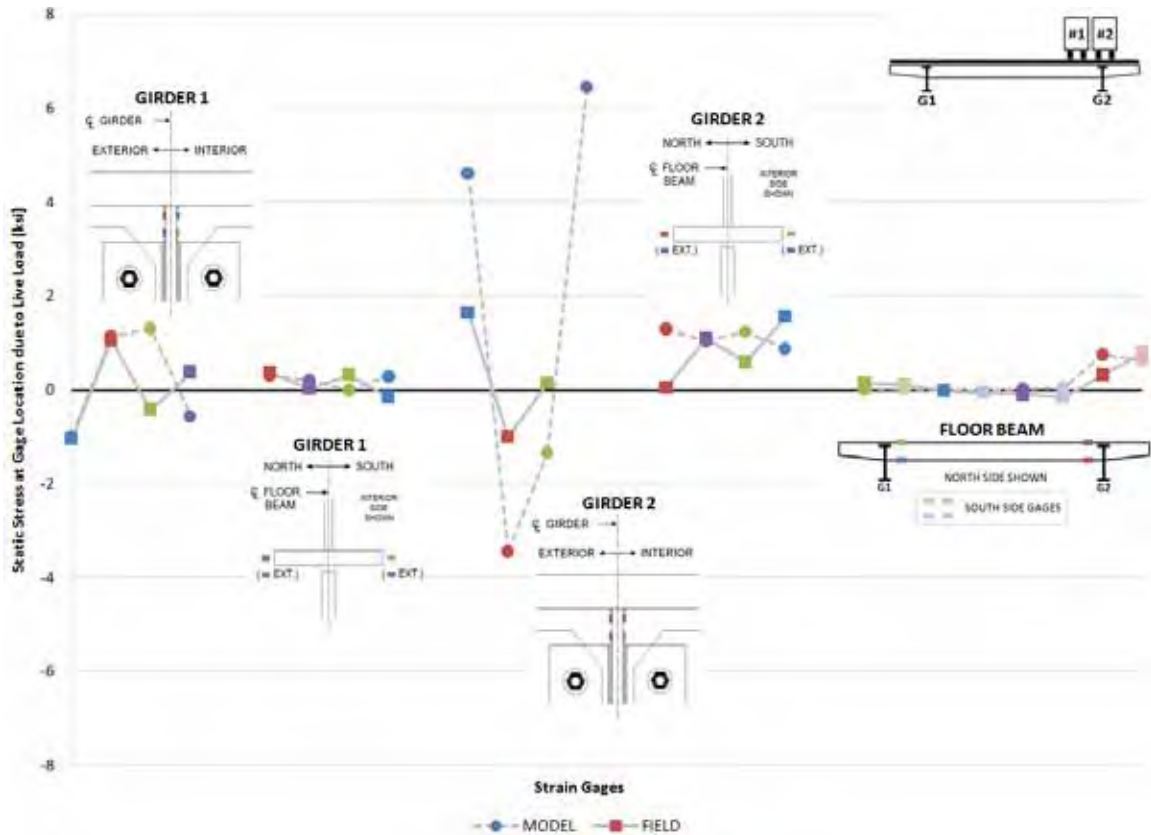 8
6
4
2
0
-2
-4
-6
-8
Static Stress at Gage Location due to Live Load [ksi]
#1 #2
G1 G2
GIRDER 1
℄ GIRDER
EXTERIOR INTERIOR
GIRDER 2
NORTH SOUTH
℄ FLOOR
BEAM
INTERIOR
SIDE
SHOWN
( EXT.) ( EXT.)
GIRDER 1
NORTH SOUTH
℄ FLOOR
BEAM
INTERIOR
SIDE
SHOWN
( EXT.) ( EXT.)
GIRDER 2
℄ GIRDER
EXTERIOR INTERIOR
FLOOR BEAM
G1 NORTH SIDE SHOWN G2
SOUTH SIDE GAGES
Strain Gages
MODEL FIELD